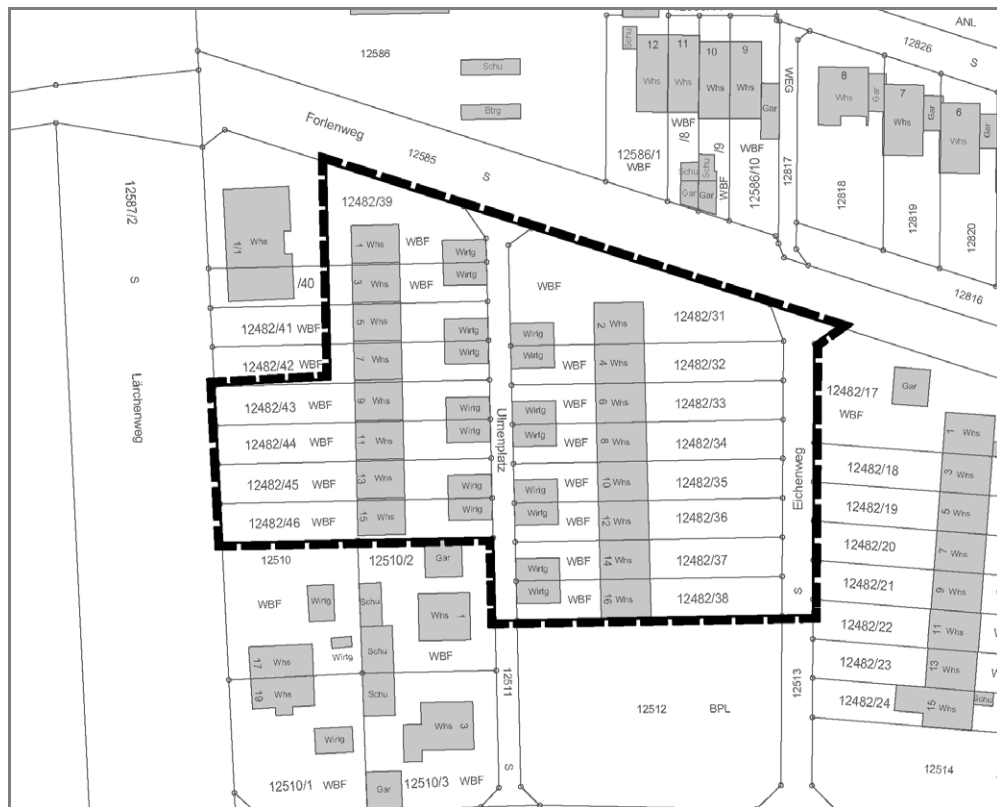 12586
Schu
Btrg
Schu
12
11
10
9
Whs
Whs
Whs
Whs
Gar
WBF
/8
/9
WBF
WBF
12586/1
WBF
Schu
Schu
Gar
Gar
12586/10
WEG
12817
ANL.
12826
S
8
Whs
Gar
7
Whs
Gar
6
Whs
Gar
12818
12819
12820
12816
Forlenweg
12585
S
12587/2
S
Lärchenweg
1/1
Whs
/40
12482/39
WBF
1
Whs
Wirtg
3
Whs
WBF
Wirtg
12482/41
WBF
5
Whs
Wirtg
12482/42
WBF
7
Whs
Wirtg
12482/43
WBF
9
Whs
Wirtg
12482/44
WBF
11
Whs
Wirtg
12482/45
WBF
13
Whs
Wirtg
12482/46
WBF
15
Whs
Wirtg
Ulmenplatz
WBF
2
Whs
12482/31
Wirtg
Wirtg
WBF
4
Whs
12482/32
WBF
6
Whs
12482/33
Wirtg
Wirtg
WBF
8
Whs
12482/34
WBF
10
Whs
12482/35
Wirtg
Wirtg
WBF
12
Whs
12482/36
14
Whs
12482/37
Wirtg
Wirtg
WBF
16
Whs
12482/38
Eichenweg
S
12482/17
WBF
Gar
1
Whs
12482/18
3
Whs
12482/19
5
Whs
12482/20
7
Whs
12482/21
9
Whs
12482/22
11
Whs
12482/23
13
Whs
12482/24
15
Whs
Schu
12510
12510/2
Gar
WBF
Wirtg
Schu
Whs
1
Wirtg
WBF
17
Whs
19
Whs
Schu
Schu
Whs
3
Wirtg
12510/1
WBF
Gar
12510/3
WBF
12511
S
12512
BPL
12513
12514